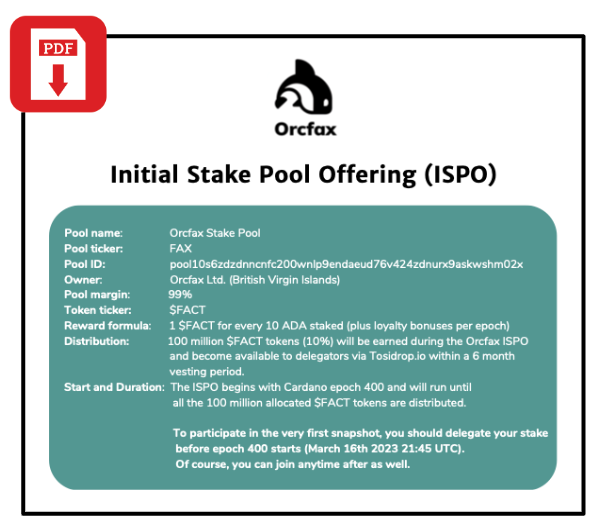 PDF
Orcfax
Initial Stake Pool Offering (ISPO)
Pool name: Orcfax Stake Pool
Pool ticker: FAX
Pool ID: pool10s6zdzdnncnfc200wnlp9endaeud76v424zdnurx9askwshm02x
Owner: Orcfax Ltd. (British Virgin Islands)
Pool margin: 99%
Token ticker: $FACT
Reward formula: 1 $FACT for every 10 ADA staked (plus loyalty bonuses per epoch)
Distribution: 100 million $FACT tokens (10%) will be earned during the Orcfax ISPO
and become available to delegators via Tosidrop.io within a 6 month
vesting period.
Start and Duration: The ISPO begins with Cardano epoch 400 and will run until
all the 100 million allocated $FACT tokens are distributed.
To participate in the very first snapshot, you should delegate your stake
before epoch 400 starts (March 16th 2023 21:45 UTC).
Of course, you can join anytime after as well.